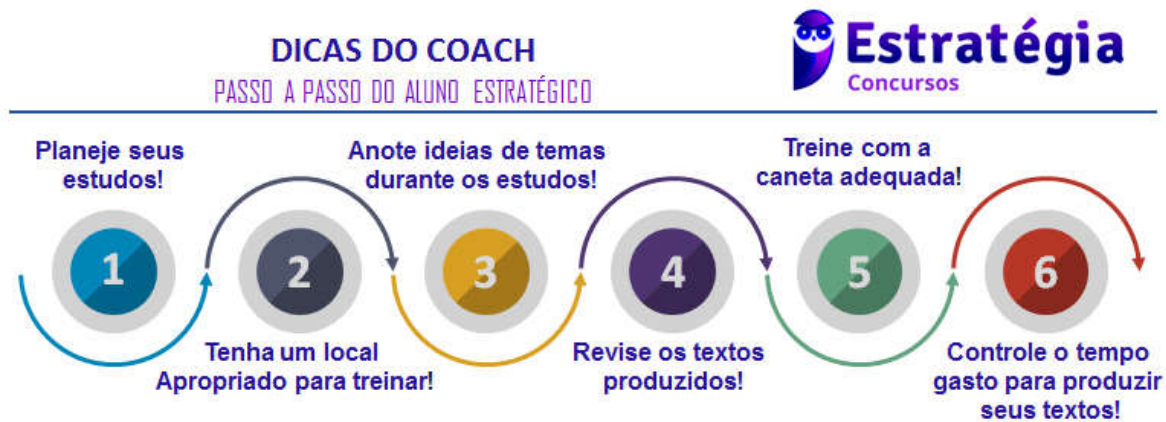 DICAS DO COACH
PASSO A PASSO DO ALUNO ESTRATÉGICO
Estratégia
Concursos
Planeje seus
estudos!
1
Tenha um local
Apropriado para treinar!
2
Anote ideias de temas
durante os estudos!
3
Revise os textos
produzidos!
4
Treine com a
caneta adequada!
5
Controle o tempo
gasto para produzir
seus textos!
6